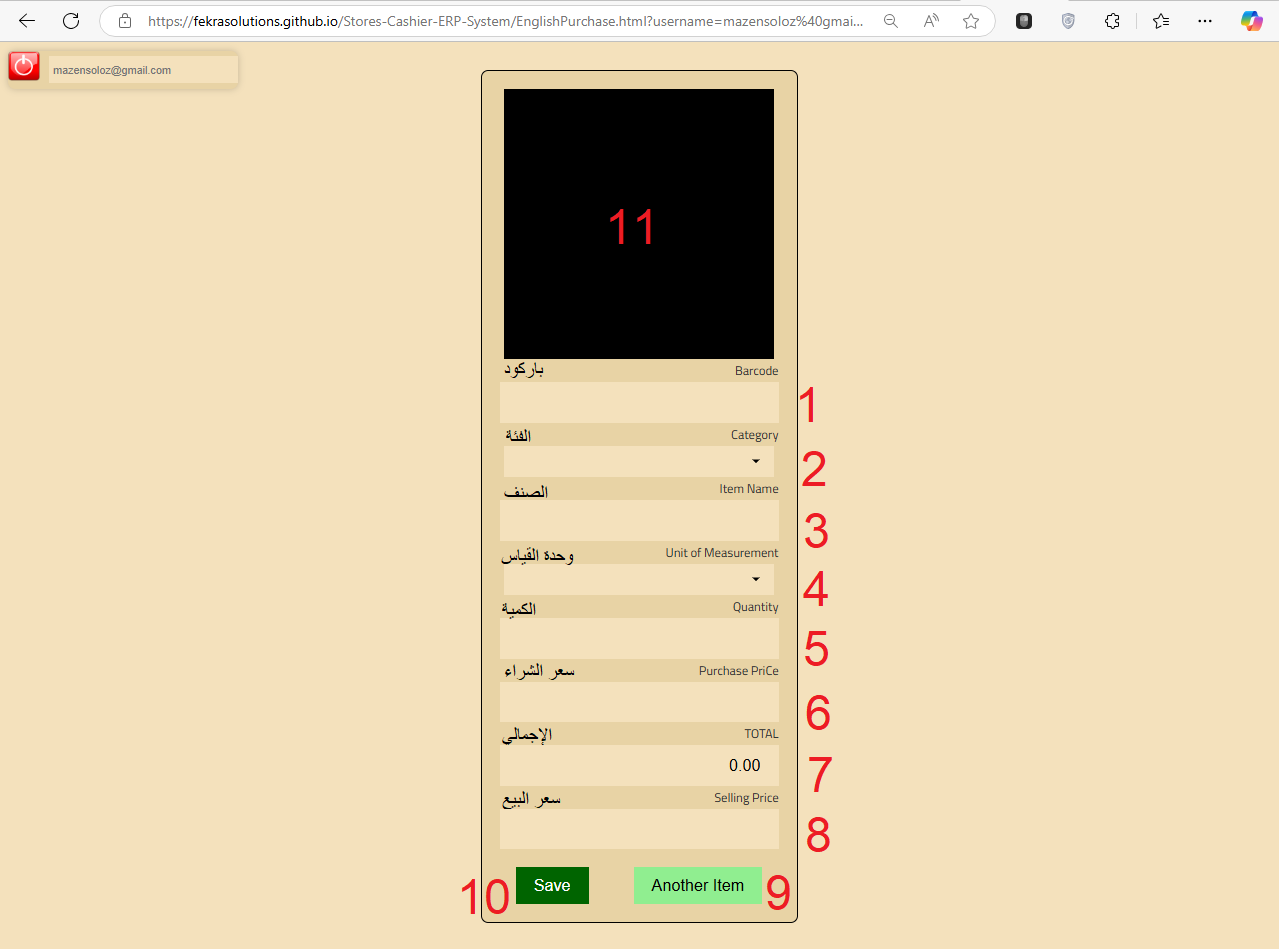 https://fekrasolutions.github.io/Stores-Cashier-ERP-System/EnglishPurchase.html?username=mazensoloz%40gmai...
mazensoloz@gmail.com
11
باركود Barcode
1
الفئة Category
2
الصنف Item Name
3
وحدة القياس Unit of Measurement
4
الكمية Quantity
5
سعر الشراء Purchase PriCe
6
الإجمالي TOTAL
0.00 7
سعر البيع Selling Price
8
10 Save Another Item 9